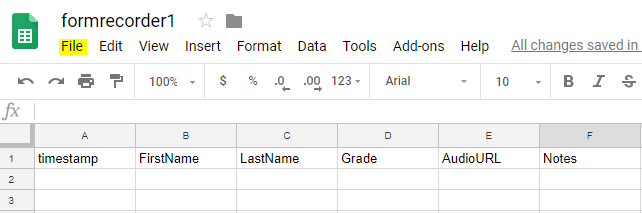 formrecorder1
File Edit View Insert Format Data Tools Add-ons Help All changes saved in
100% $ % .0 .00 123 Arial 10 B I S
fx
A B C D E F
1 timestamp FirstName LastName Grade AudioURL Notes
2
3